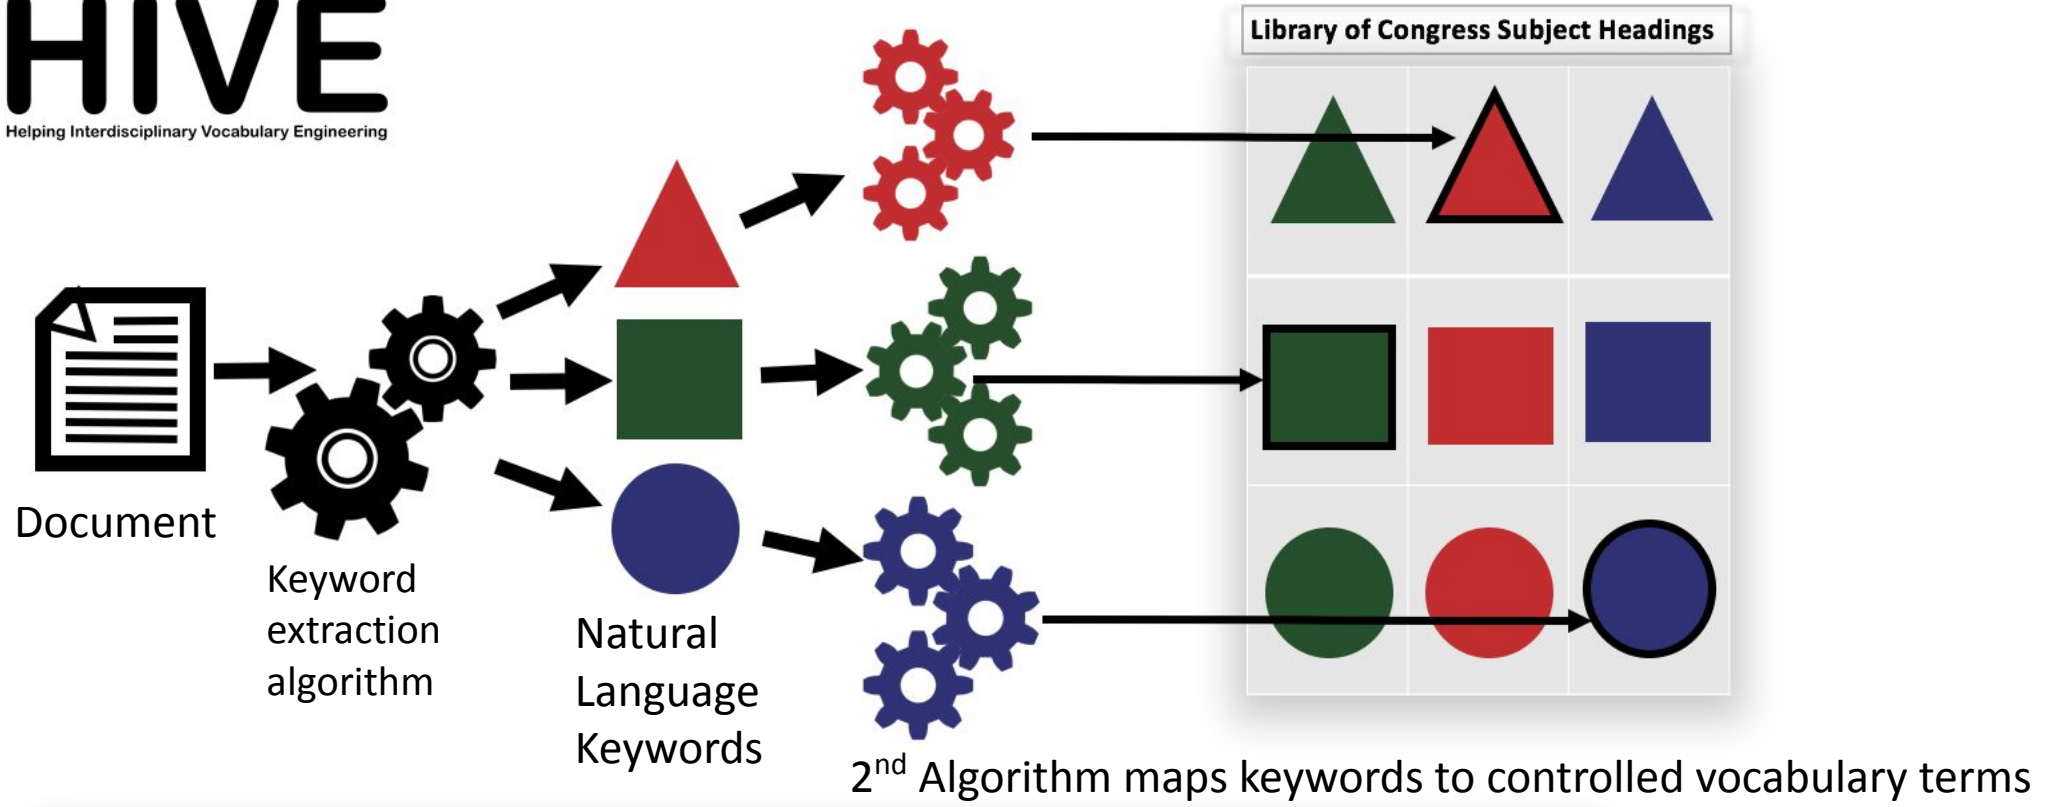 HIVE
Helping Interdisciplinary Vocabulary Engineering
Library of Congress Subject Headings
Document
Keyword
extraction
algorithm
Natural
Language
Keywords
2nd Algorithm maps keywords to controlled vocabulary terms